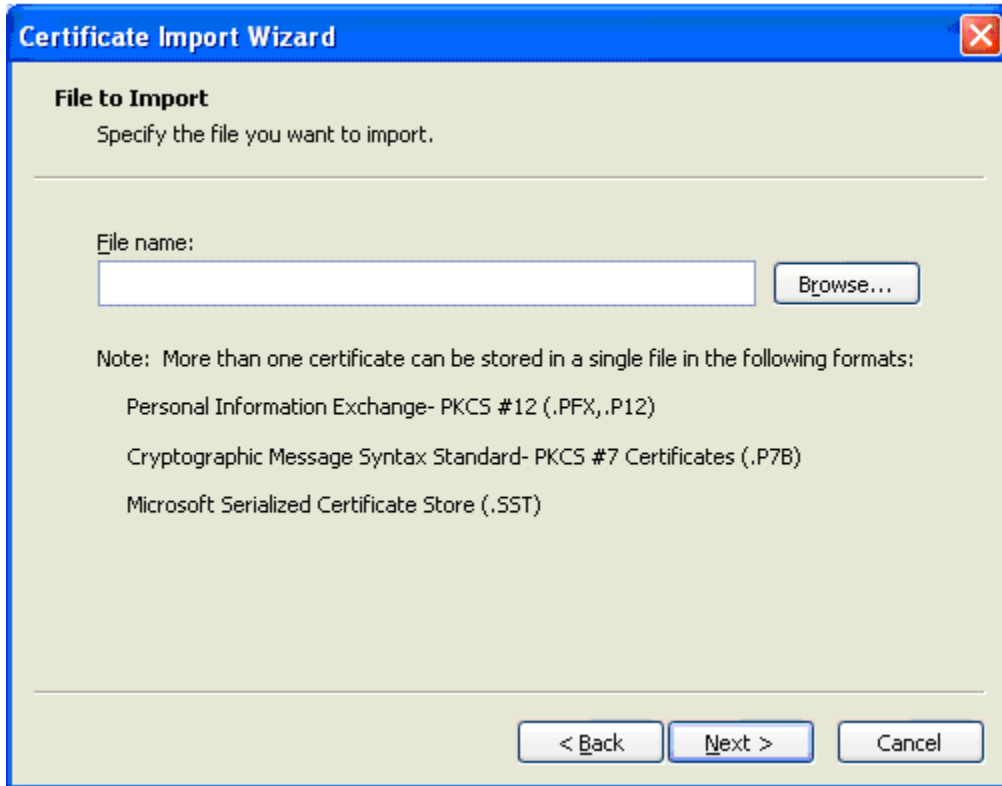 Certificate Import Wizard
File to Import
Specify the file you want to import.
File name:
Browse...
Note: More than one certificate can be stored in a single file in the following formats:
Personal Information Exchange- PKCS #12 (.PFX,.P12)
Cryptographic Message Syntax Standard- PKCS #7 Certificates (.P7B)
Microsoft Serialized Certificate Store (.SST)
< Back Next > Cancel